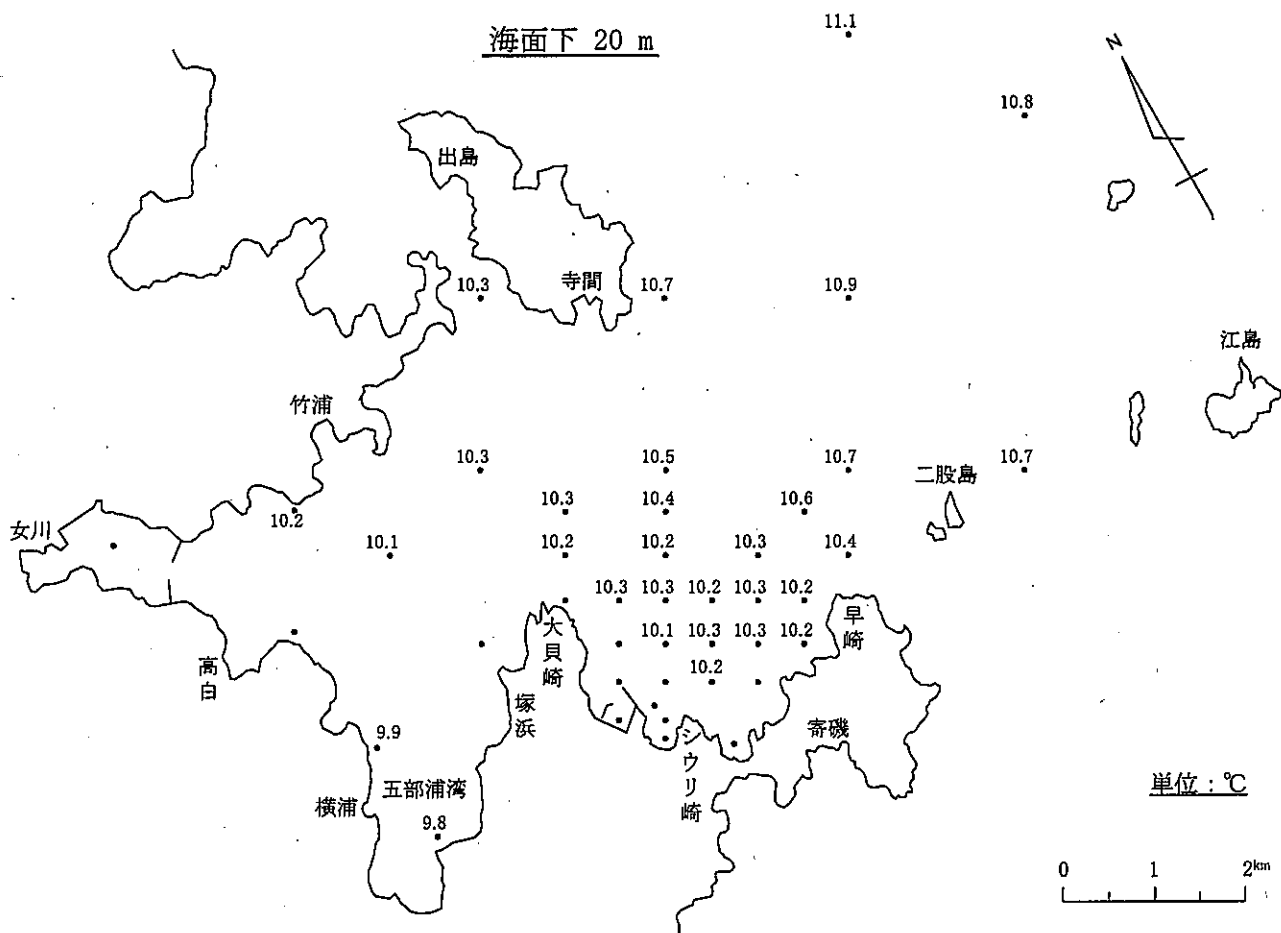 海面下 20 m
11.1
N
10.8
出島
寺間
10.3
10.7
10.9
江島
竹浦
10.3
10.5
10.7
10.7
二股島
10.3
10.4
10.6
10.2
女川
10.1
10.2
10.2
10.3
10.4
10.3
10.3
10.2
10.3
10.2
大貝崎
早崎
10.1
10.3
10.3
10.2
高白
10.2
塚浜
シウリ崎
寄磯
9.9
五部浦湾
横浦
9.8
単位：℃
0 1 2km